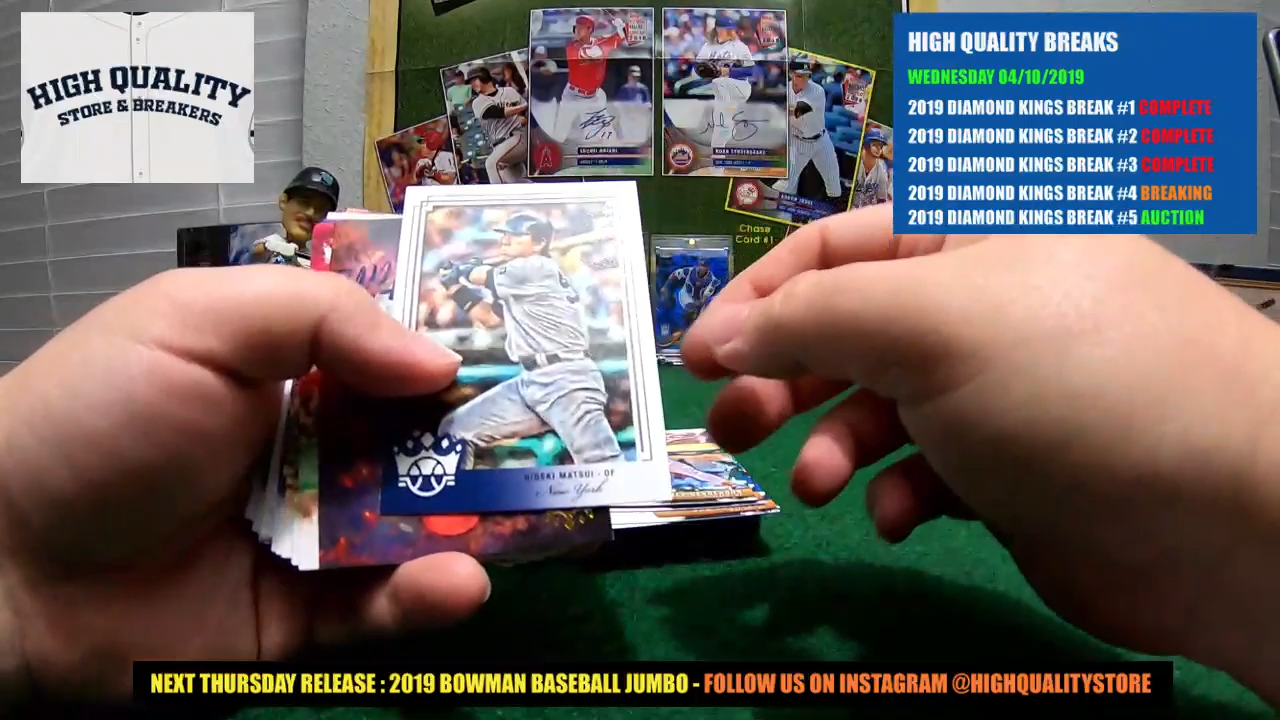 HIGH QUALITY
STORE & BREAKERS
HIGH QUALITY BREAKS
WEDNESDAY 04/10/2019
2019 DIAMOND KINGS BREAK #1 COMPLETE
2019 DIAMOND KINGS BREAK #2 COMPLETE
2019 DIAMOND KINGS BREAK #3 COMPLETE
2019 DIAMOND KINGS BREAK #4 BREAKING
2019 DIAMOND KINGS BREAK #5 AUCTION
Chase
Card #1
HIDEKI MATSUI - OF
New York
NEXT THURSDAY RELEASE : 2019 BOWMAN BASEBALL JUMBO - FOLLOW US ON INSTAGRAM @HIGHQUALITYSTORE